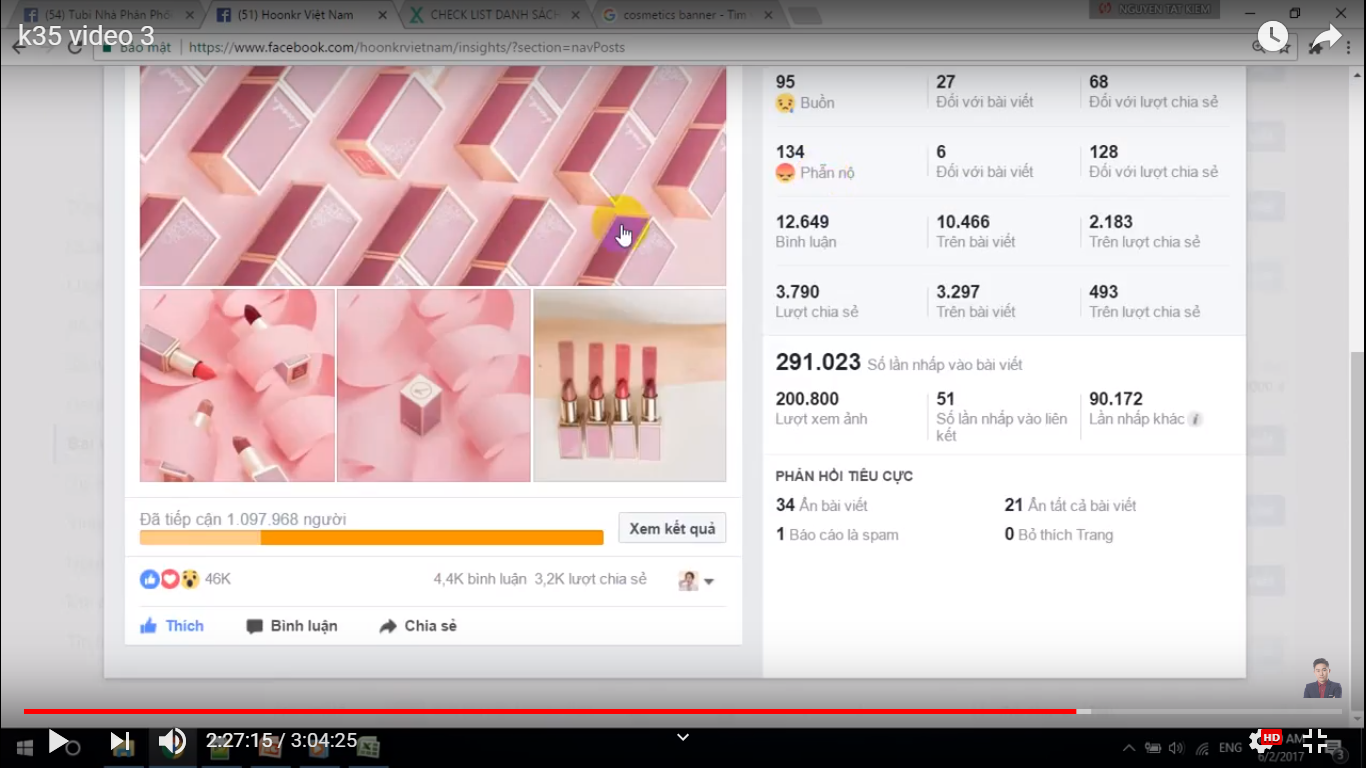 (54) Tubi Nhà Phân Phố
(51) Hoonkr Việt Nam
CHECK LIST DANH SÁCH
cosmetics banner - Tìm
NGUYEN TAT KIEM
k35 video 3
bảo mật
https://www.facebook.com/hoonkrvietnam/insights/?section=navPosts
95 27 68
Buồn Đối với bài viết Đối với lượt chia sẻ
134 6 128
Phẫn nộ Đối với bài viết Đối với lượt chia sẻ
12.649 10.466 2.183
Bình luận Trên bài viết Trên lượt chia sẻ
3.790 3.297 493
Lượt chia sẻ Trên bài viết Trên lượt chia sẻ
291.023 Số lần nhấp vào bài viết
200.800 51 90.172
Lượt xem ảnh Số lần nhấp vào liên kết Lần nhấp khác i
PHẢN HỒI TIÊU CỰC
34 Ẩn bài viết 21 Ẩn tất cả bài viết
1 Báo cáo là spam 0 Bỏ thích Trang
Đã tiếp cận 1.097.968 người
Xem kết quả
46K 4,4K bình luận 3,2K lượt chia sẻ
Thích Bình luận Chia sẻ
2:27:15 / 3:04:25
ENG
HD
AM
6/2/2017
3